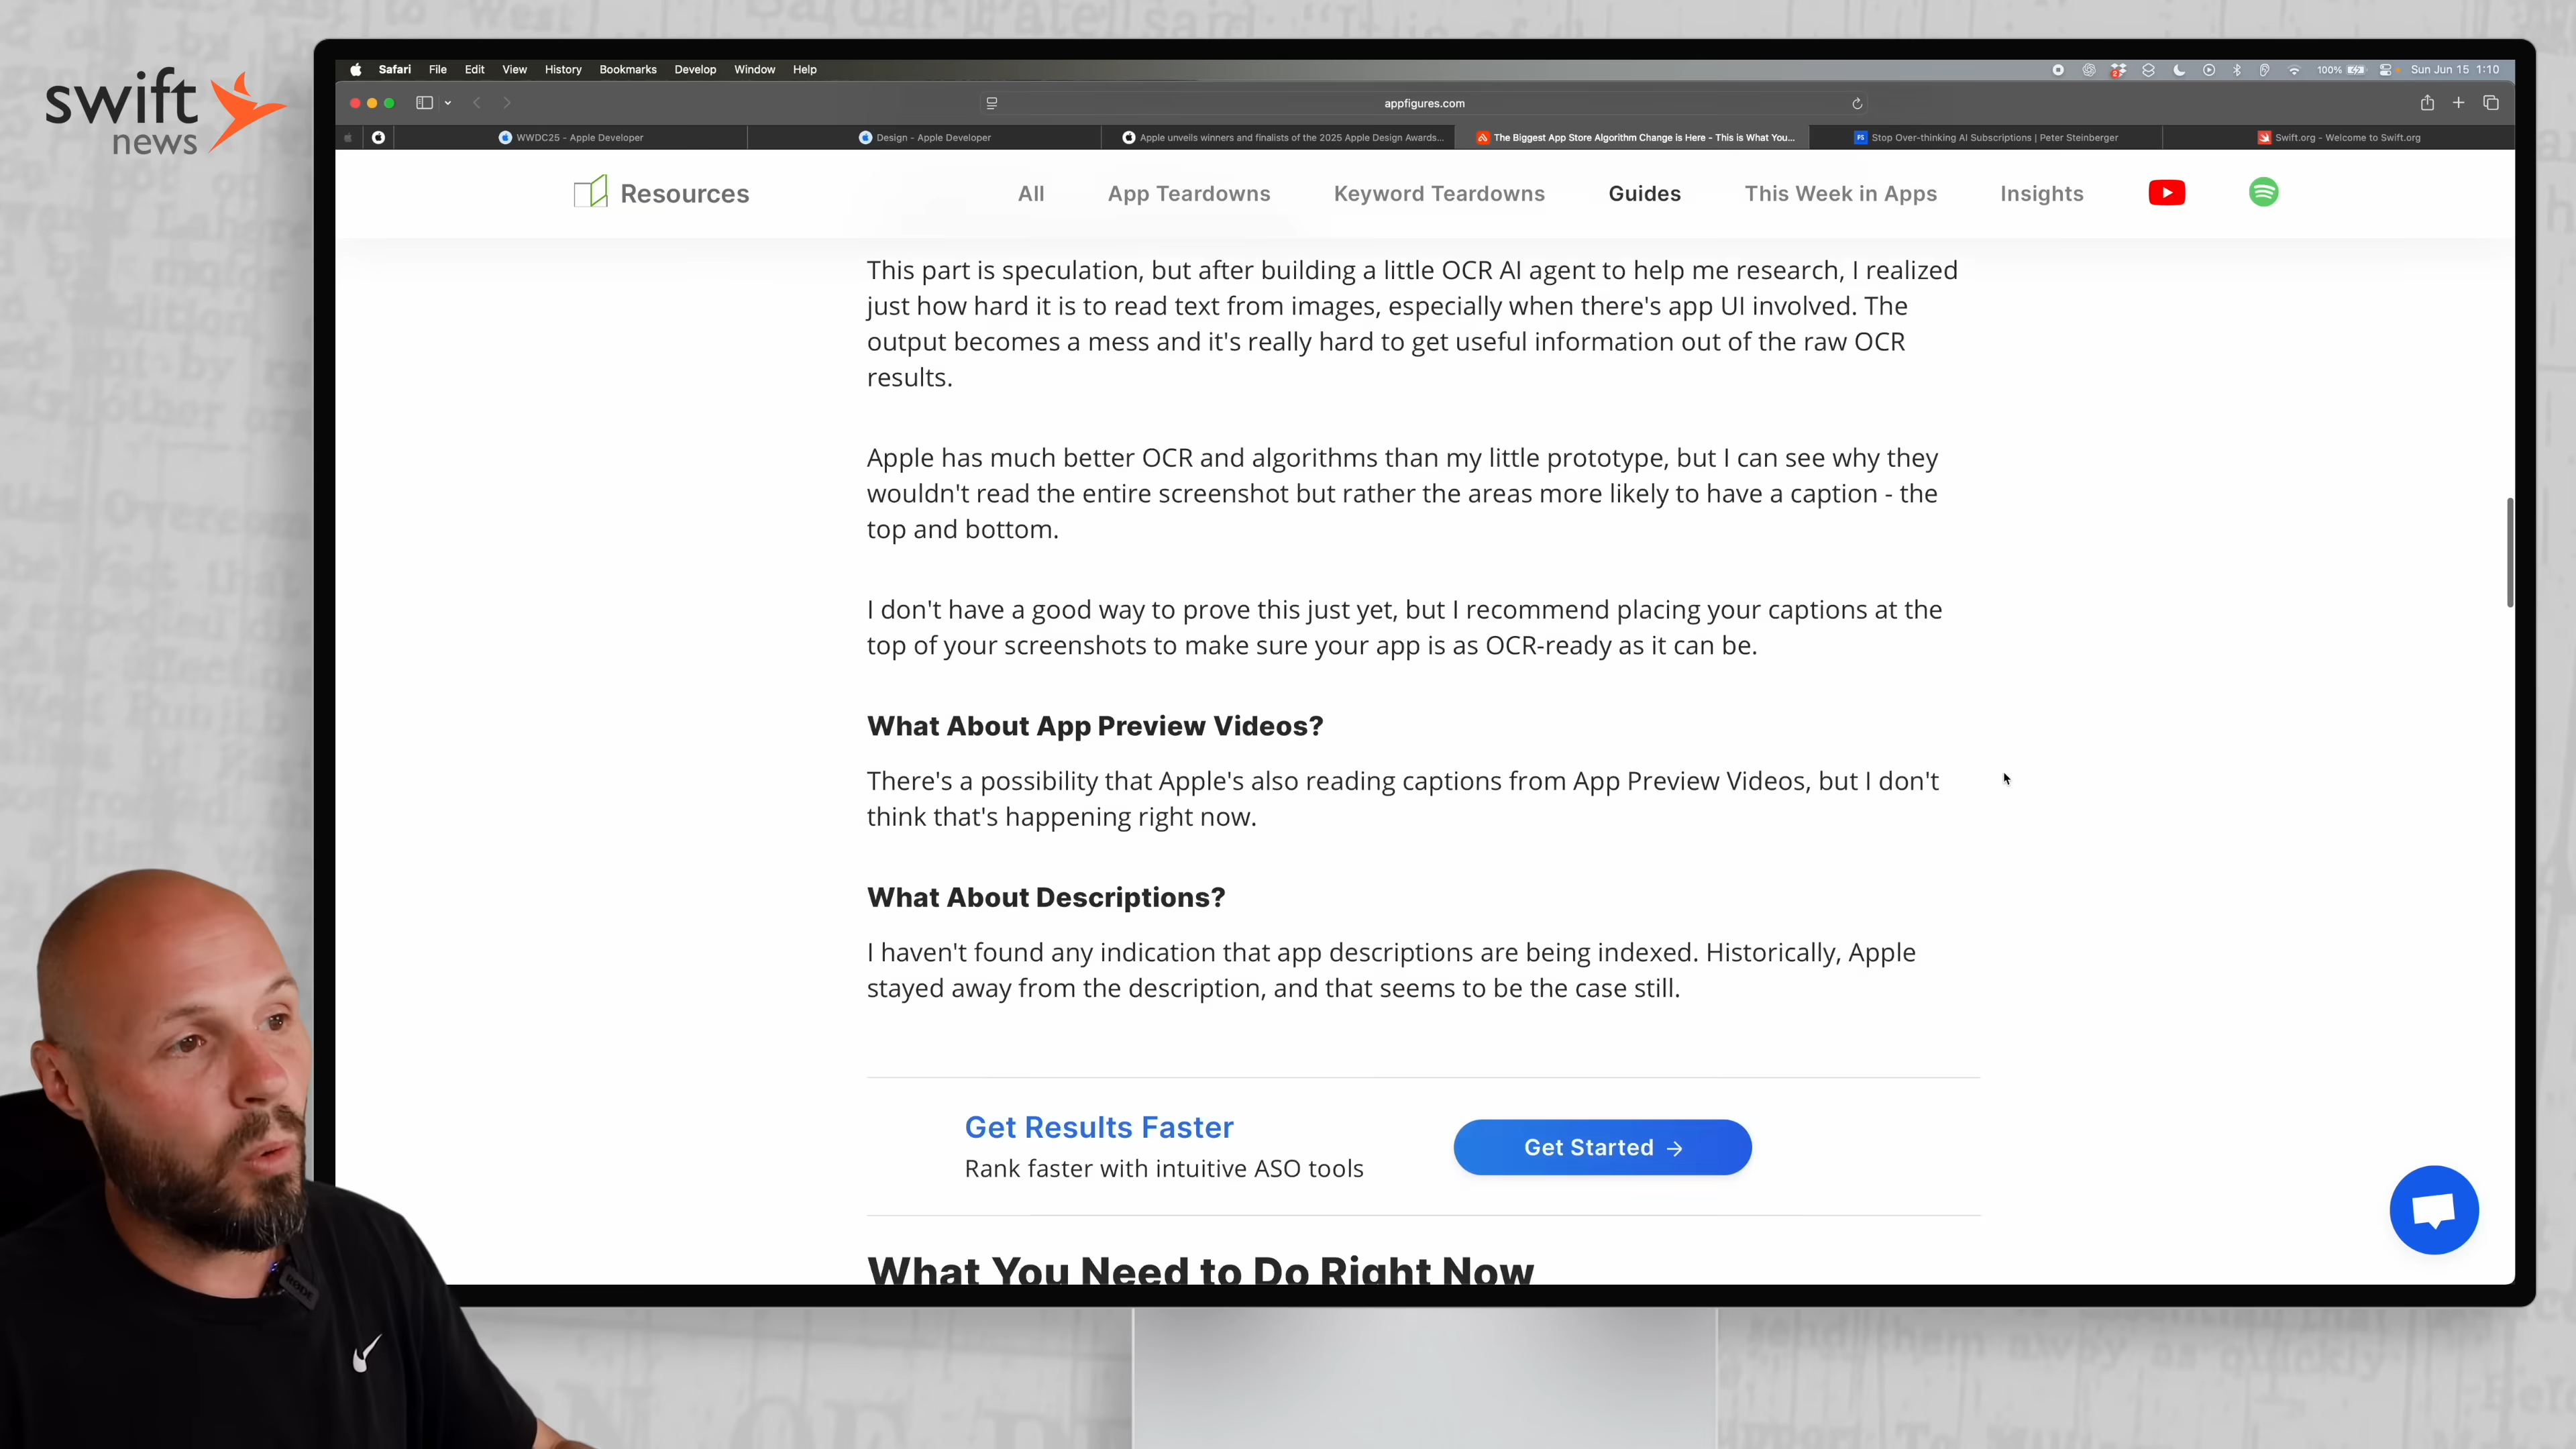 swift
news
Safari File Edit View History Bookmarks Develop Window Help
100% Sun Jun 15 1:10
appfigures.com
WWDC25 - Apple Developer
Design - Apple Developer
Apple unveils winners and finalists of the 2025 Apple Design Awards...
The Biggest App Store Algorithm Change is Here - This is What You...
Stop Over-thinking AI Subscriptions | Peter Steinberger
Swift.org - Welcome to Swift.org
Resources
All App Teardowns Keyword Teardowns Guides This Week in Apps Insights
This part is speculation, but after building a little OCR AI agent to help me research, I realized
just how hard it is to read text from images, especially when there's app UI involved. The
output becomes a mess and it's really hard to get useful information out of the raw OCR
results.
Apple has much better OCR and algorithms than my little prototype, but I can see why they
wouldn't read the entire screenshot but rather the areas more likely to have a caption - the
top and bottom.
I don't have a good way to prove this just yet, but I recommend placing your captions at the
top of your screenshots to make sure your app is as OCR-ready as it can be.
What About App Preview Videos?
There's a possibility that Apple's also reading captions from App Preview Videos, but I don't
think that's happening right now.
What About Descriptions?
I haven't found any indication that app descriptions are being indexed. Historically, Apple
stayed away from the description, and that seems to be the case still.
Get Results Faster
Rank faster with intuitive ASO tools
Get Started →
What You Need to Do Right Now